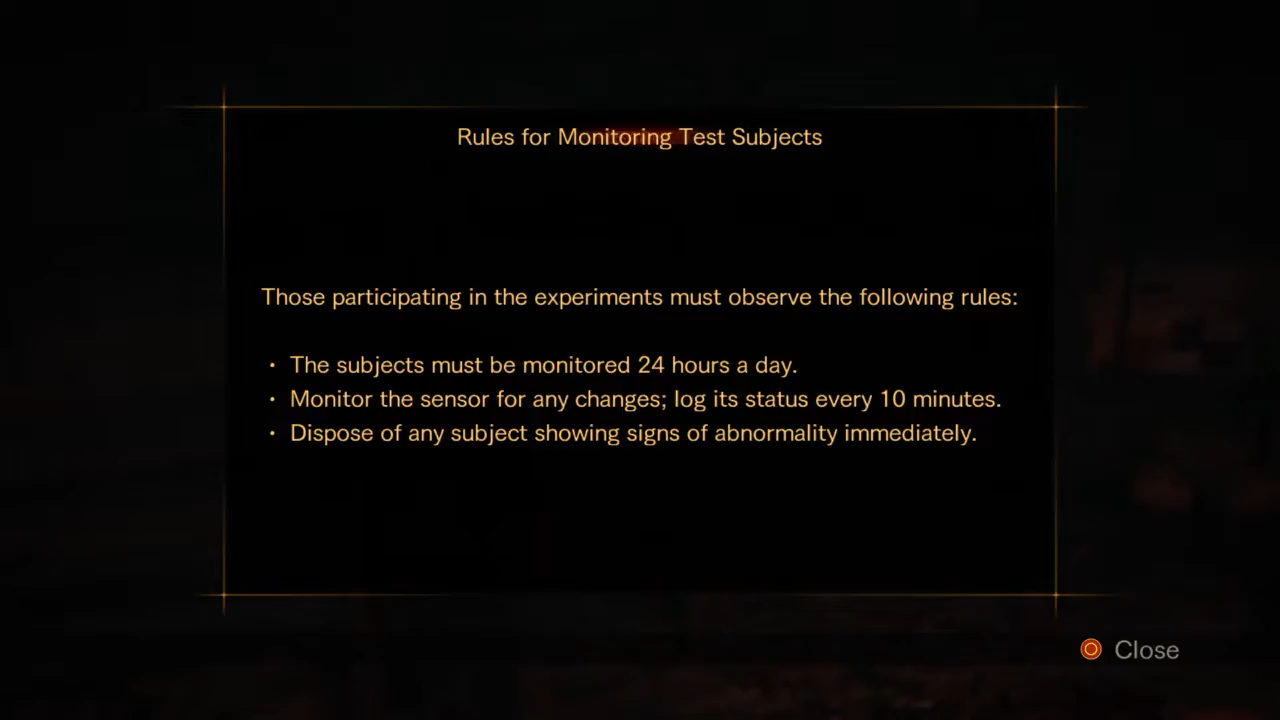 Rules for Monitoring Test Subjects
Those participating in the experiments must observe the following rules:
・ The subjects must be monitored 24 hours a day.
・ Monitor the sensor for any changes; log its status every 10 minutes.
・ Dispose of any subject showing signs of abnormality immediately.
Close